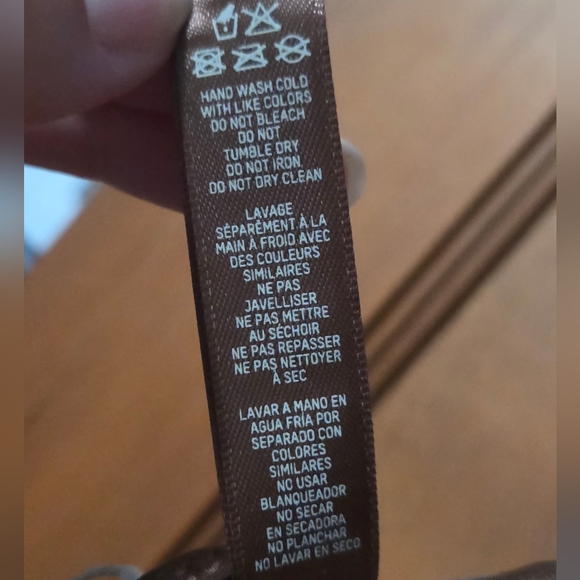 HAND WASH COLD
WITH LIKE COLORS
DO NOT BLEACH
DO NOT
TUMBLE DRY
DO NOT IRON
DO NOT DRY CLEAN
LAVAGE
SÉPARÉMENT À LA
MAIN À FROID AVEC
DES COULEURS
SIMILAIRES
NE PAS
JAVELLISER
NE PAS METTRE
AU SÉCHOIR
NE PAS REPASSER
NE PAS NETTOYER
À SEC
LAVAR A MANO EN
AGUA FRÍA POR
SEPARADO CON
COLORES
SIMILARES
NO USAR
BLANQUEADOR
NO SECAR
EN SECADORA
NO PLANCHAR
NO LAVAR EN SECO